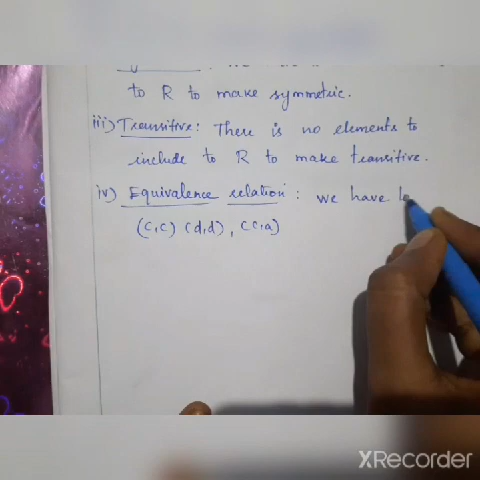 to R to make symmetric.
iii) Transitive: There is no elements to
include to R to make transitive.
iv) Equivalence relation: we have
(c,c) (d,d), (c,a)
XRecorder